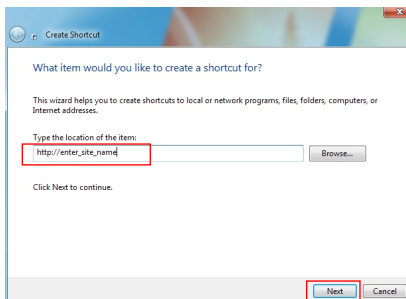 Create Shortcut
What item would you like to create a shortcut for?
This wizard helps you to create shortcuts to local or network programs, files, folders, computers, or
Internet addresses.
Type the location of the item:
http://enter_site_name
Browse...
Click Next to continue.
Next
Cancel